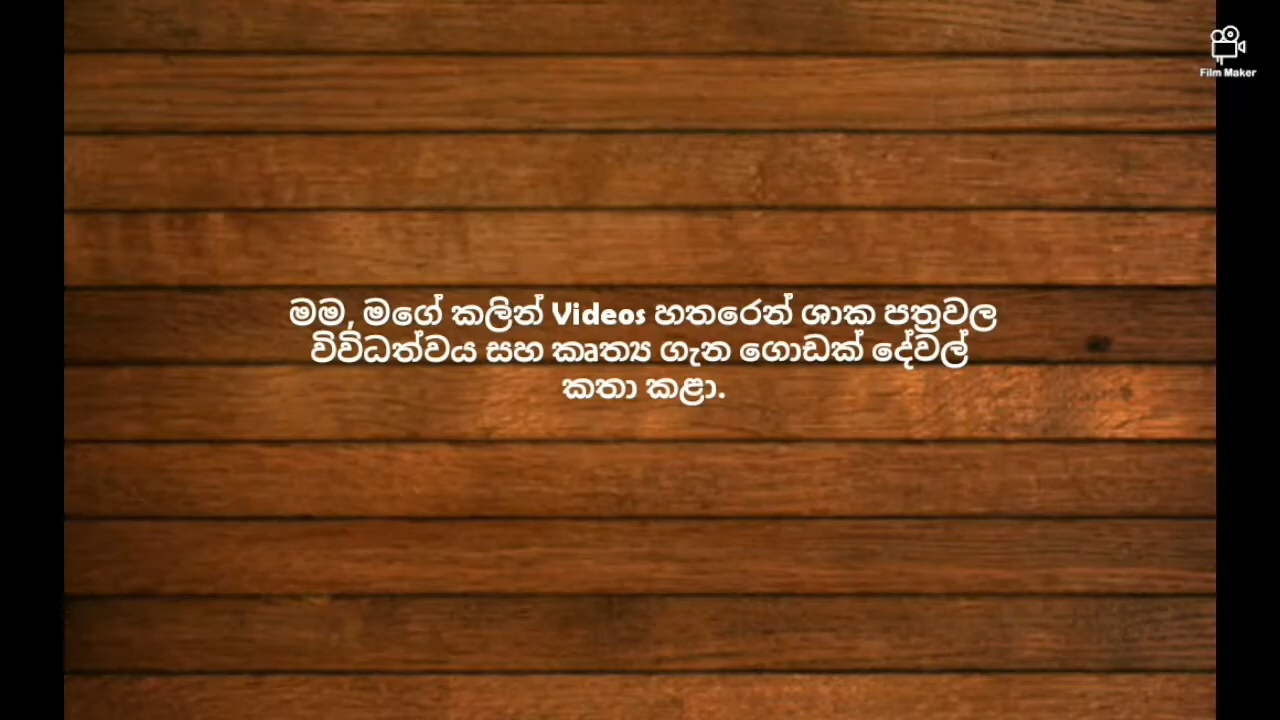 Film Maker
මම, මගේ කලින් Videos හතරෙන් ශාක පත්‍රවල
විවිධත්වය සහ කෘත්‍ය ගැන ගොඩක් දේවල්
කතා කළා.